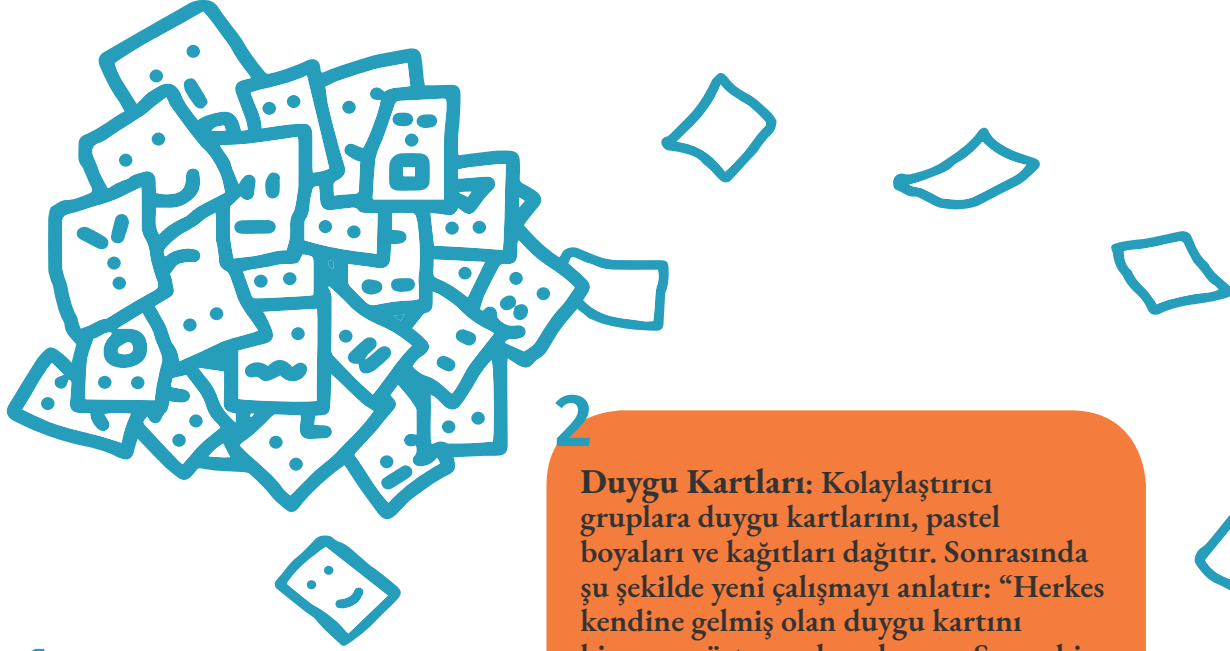 2
Duygu Kartları: Kolaylaştırıcı
gruplara duygu kartlarını, pastel
boyaları ve kağıtları dağıtır. Sonrasında
şu şekilde yeni çalışmayı anlatır: “Herkes
kendine gelmiş olan duygu kartını